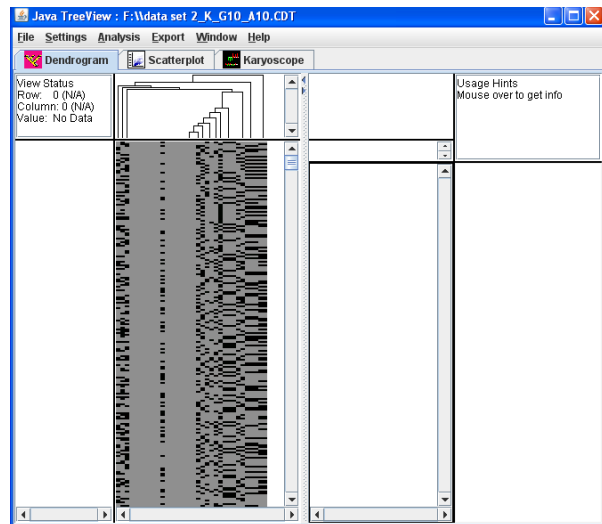 Java TreeView : F:\\data set 2_K_G10_A10.CDT
File Settings Analysis Export Window Help
Dendrogram Scatterplot Karyoscope
View Status
Row: 0 (N/A)
Column: 0 (N/A)
Value: No Data
Usage Hints
Mouse over to get info